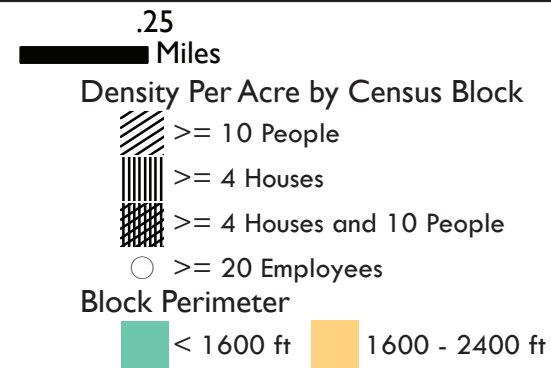 .25
Miles
Density Per Acre by Census Block
>= 10 People
>= 4 Houses
>= 4 Houses and 10 People
>= 20 Employees
Block Perimeter
< 1600 ft 1600 - 2400 ft